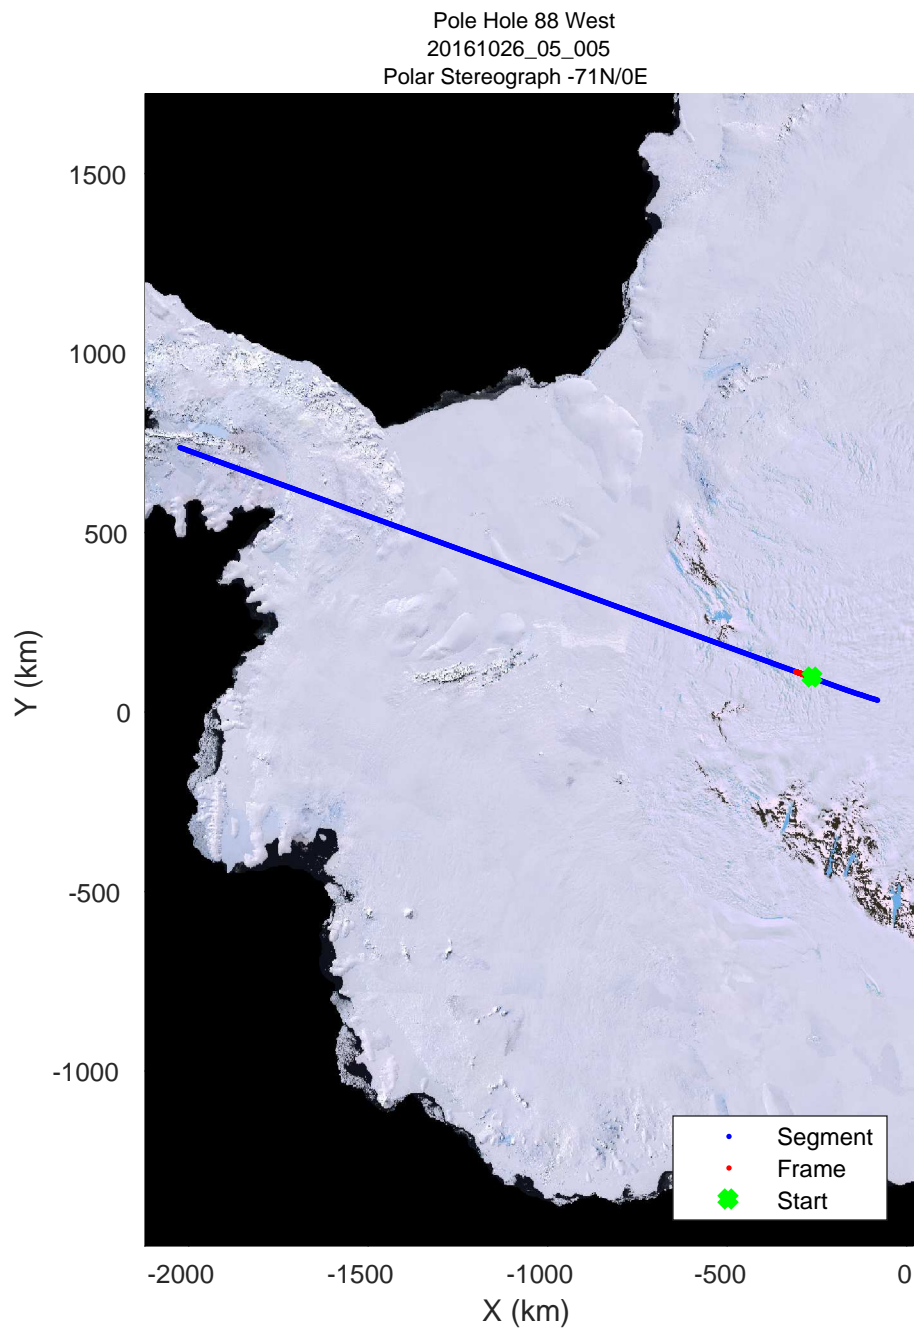 Pole Hole 88 West
20161026_05_005
Polar Stereograph -71N/0E
1500
1000
500
0
-500
-1000
Y (km)
-2000
-1500
-1000
-500
0
X (km)
Segment
Frame
Start